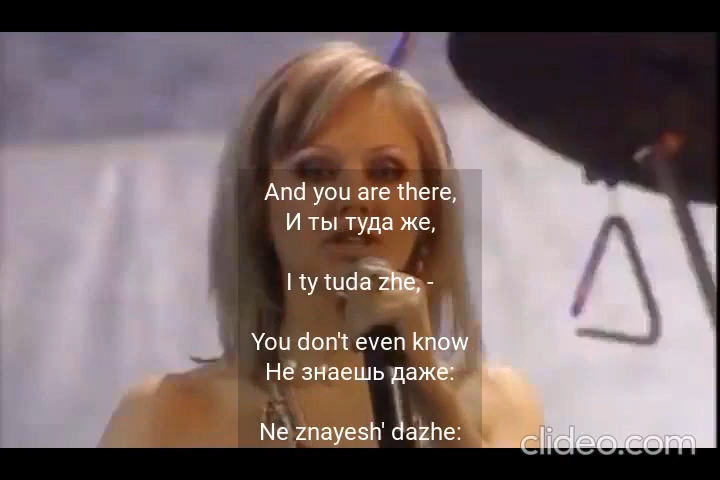 And you are there,
И ты туда же,
I ty tuda zhe, -
You don't even know
Не знаешь даже:
Ne znayesh' dazhe:
clideo.com